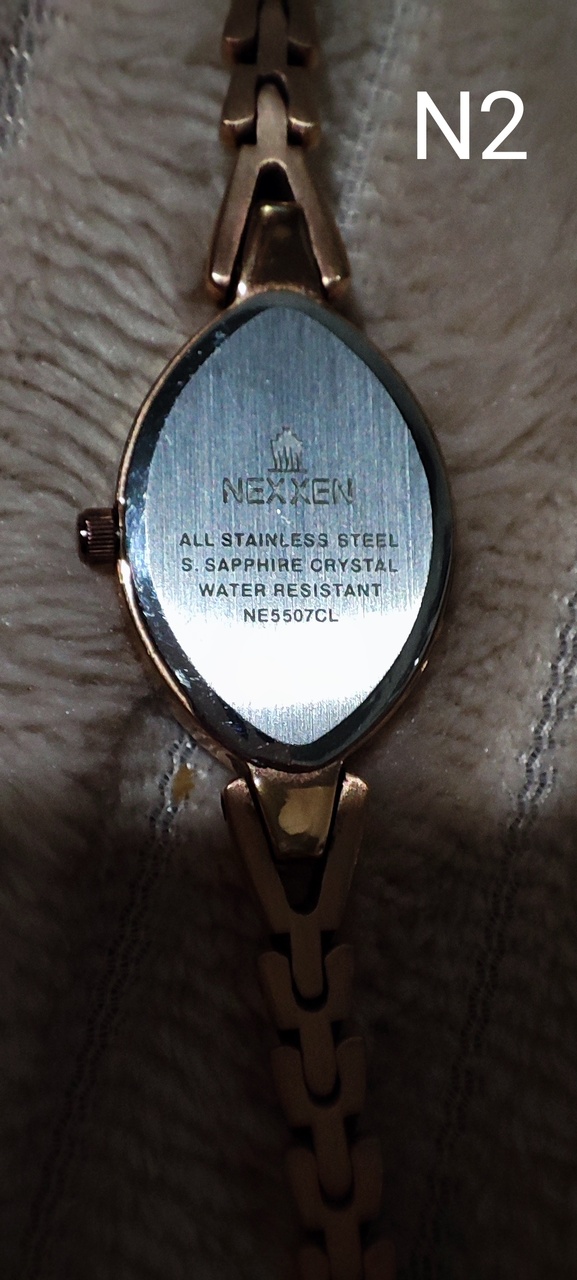 N2
NEXXEN
ALL STAINLESS STEEL
S. SAPPHIRE CRYSTAL
WATER RESISTANT
NE5507CL